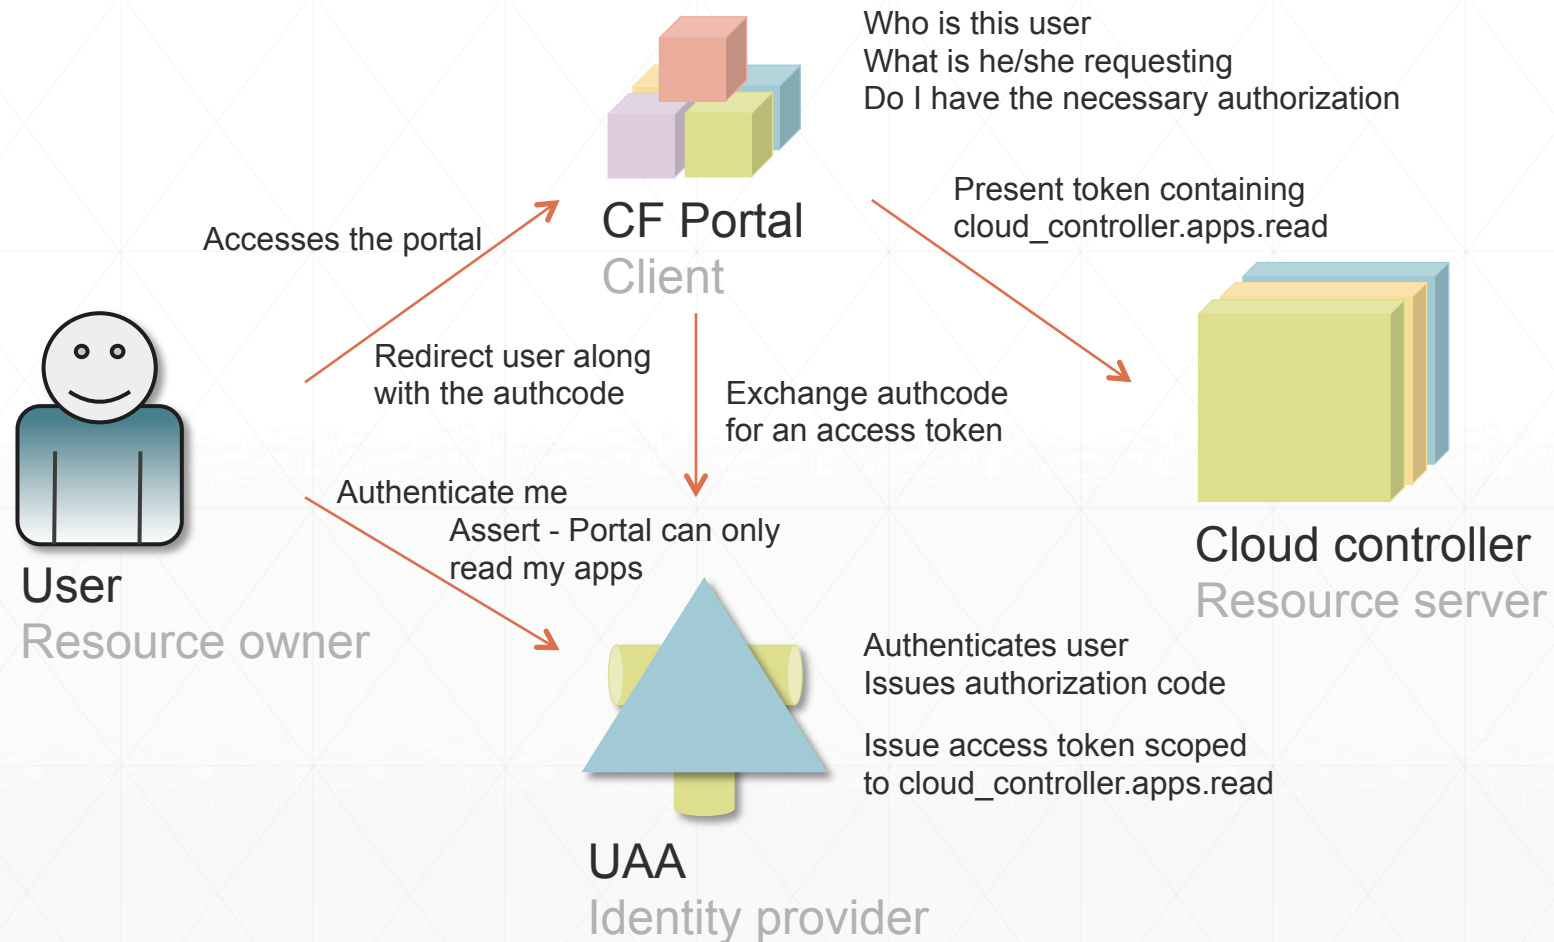 Who is this user
What is he/she requesting
Do I have the necessary authorization
Present token containing
cloud_controller.apps.read
CF Portal
Client
Accesses the portal
Redirect user along
with the authcode
Exchange authcode
for an access token
Authenticate me
Assert - Portal can only
read my apps
User
Resource owner
Cloud controller
Resource server
Authenticates user
Issues authorization code
Issue access token scoped
to cloud_controller.apps.read
UAA
Identity provider